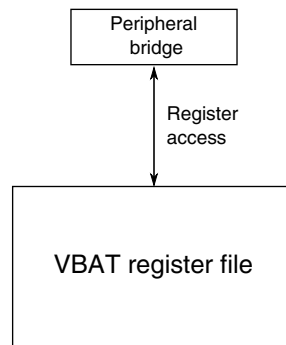 Peripheral
bridge
Register
access
VBAT register file